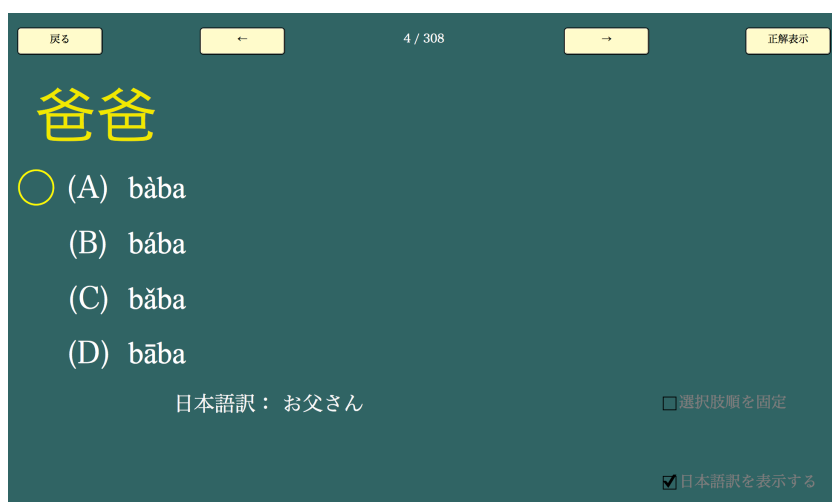 戻る ← 4 / 308 → 正解表示
爸爸
(A) bàba
(B) bába
(C) bǎba
(D) bāba
日本語訳： お父さん
選択肢順を固定
日本語訳を表示する